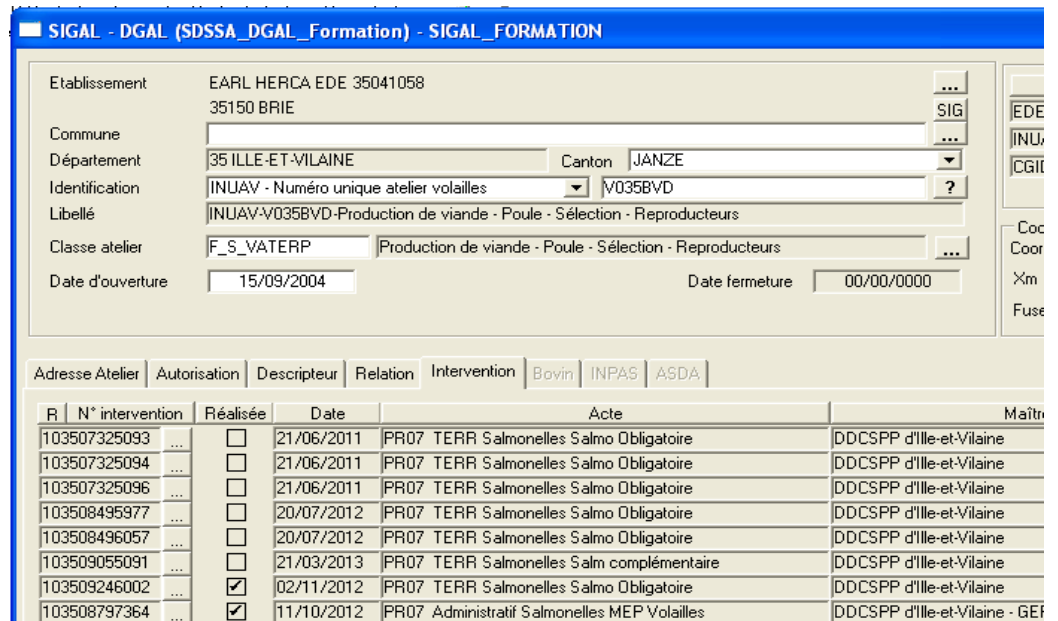 SIGAL - DGAL (SDSSA_DGAL_Formation) - SIGAL_FORMATION
Etablissement EARL HERCA EDE 35041058 ...
35150 BRIE SIG EDE
Commune ... INUA
Département 35 ILLE-ET-VILAINE Canton JANZE CGID
Identification INUAV - Numéro unique atelier volailles V035BVD ?
Libellé INUAV-V035BVD-Production de viande - Poule - Sélection - Reproducteurs
Classe atelier F_S_VATERP Production de viande - Poule - Sélection - Reproducteurs ...
Coo
Coor
Date d'ouverture 15/09/2004 Date fermeture 00/00/0000 Xm
Fuse
Adresse Atelier Autorisation Descripteur Relation Intervention Bovin INPAS ASDA
R N° intervention Réalisée Date Acte Maître
103507325093 ... 21/06/2011 PR07 TERR Salmonelles Salmo Obligatoire DDCSPP d'Ille-et-Vilaine
103507325094 ... 21/06/2011 PR07 TERR Salmonelles Salmo Obligatoire DDCSPP d'Ille-et-Vilaine
103507325096 ... 21/06/2011 PR07 TERR Salmonelles Salmo Obligatoire DDCSPP d'Ille-et-Vilaine
103508495977 ... 20/07/2012 PR07 TERR Salmonelles Salmo Obligatoire DDCSPP d'Ille-et-Vilaine
103508496057 ... 20/07/2012 PR07 TERR Salmonelles Salmo Obligatoire DDCSPP d'Ille-et-Vilaine
103509055091 ... 21/03/2013 PR07 TERR Salmonelles Salm complémentaire DDCSPP d'Ille-et-Vilaine
103509246002 ... 02/11/2012 PR07 TERR Salmonelles Salmo Obligatoire DDCSPP d'Ille-et-Vilaine
103508797364 ... 11/10/2012 PR07 Administratif Salmonelles MEP Volailles DDCSPP d'Ille-et-Vilaine - GER